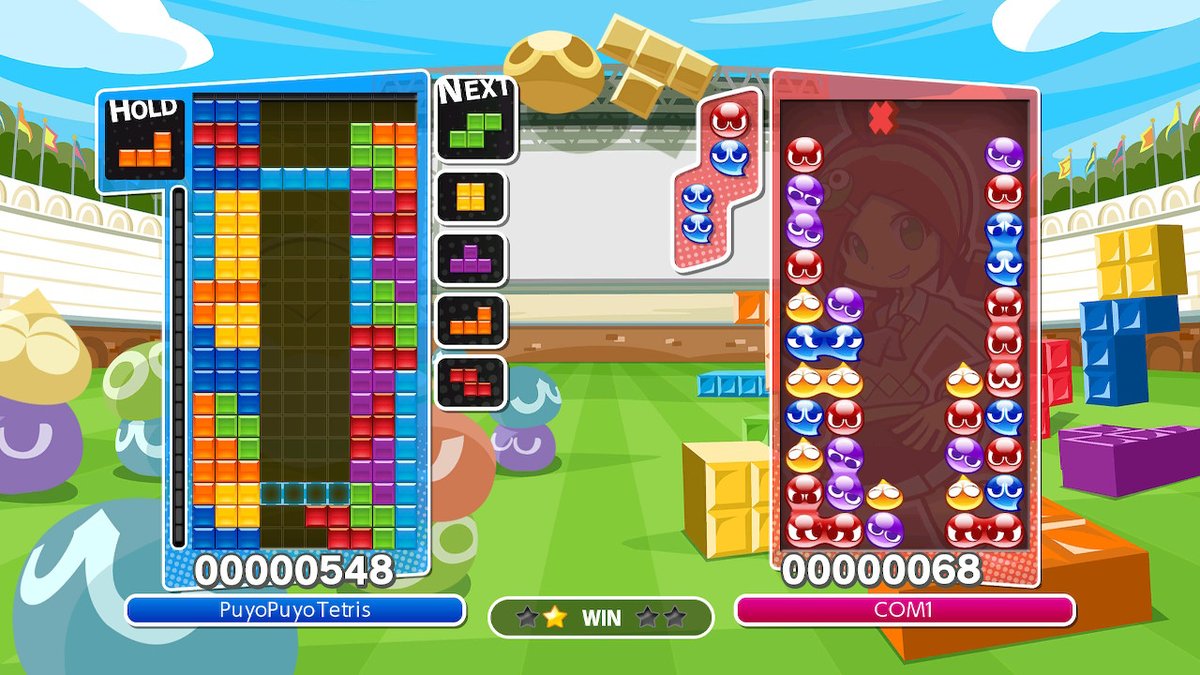 HOLD
NEXT
00000548
00000068
PuyoPuyoTetris
WIN
COM1